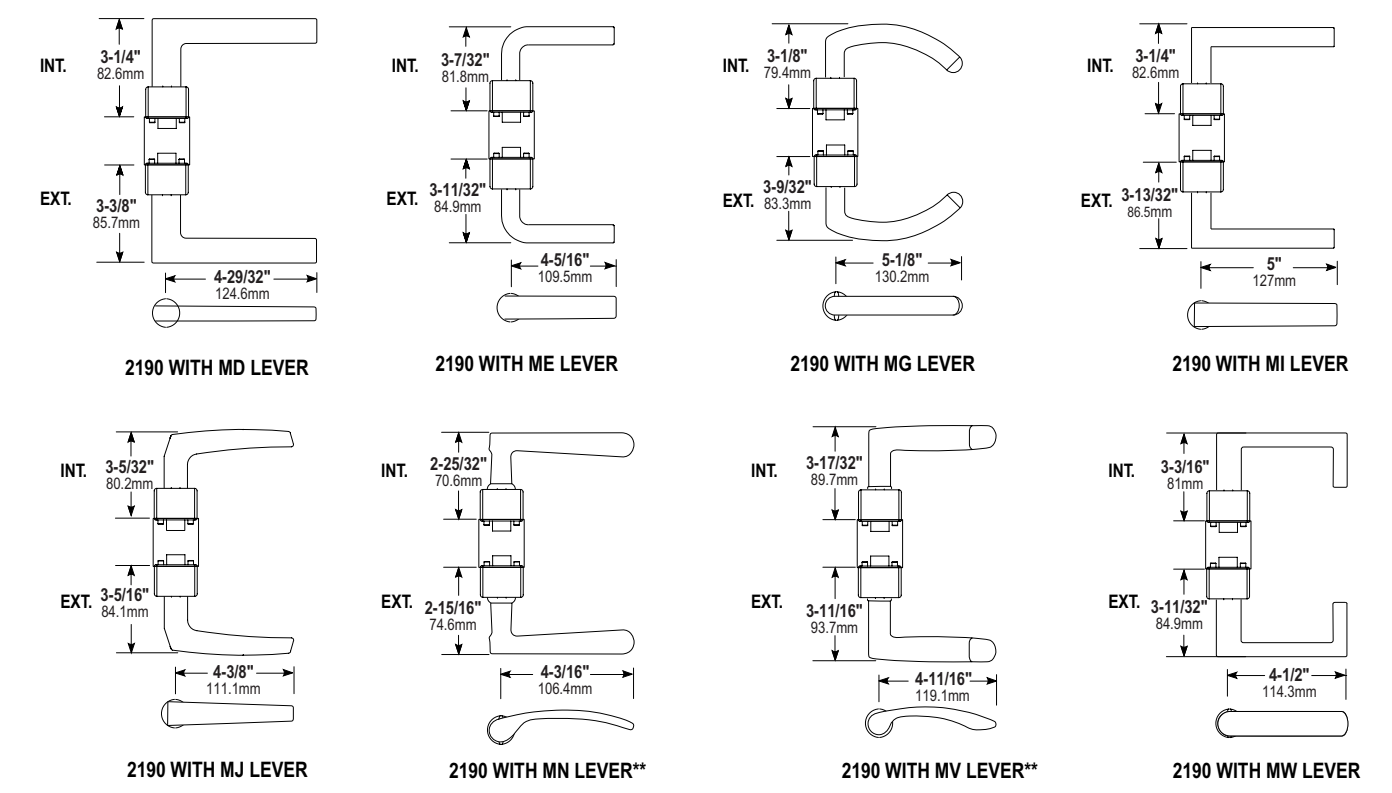 INT.
3-1/4"
82.6mm
EXT.
3-3/8"
85.7mm
4-29/32"
124.6mm
2190 WITH MD LEVER
INT.
3-7/32"
81.8mm
EXT.
3-11/32"
84.9mm
4-5/16"
109.5mm
2190 WITH ME LEVER
INT.
3-1/8"
79.4mm
EXT.
3-9/32"
83.3mm
5-1/8"
130.2mm
2190 WITH MG LEVER
INT.
3-1/4"
82.6mm
EXT.
3-13/32"
86.5mm
5"
127mm
2190 WITH MI LEVER
INT.
3-5/32"
80.2mm
EXT.
3-5/16"
84.1mm
4-3/8"
111.1mm
2190 WITH MJ LEVER
INT.
2-25/32"
70.6mm
EXT.
2-15/16"
74.6mm
4-3/16"
106.4mm
2190 WITH MN LEVER**
INT.
3-17/32"
89.7mm
EXT.
3-11/16"
93.7mm
4-11/16"
119.1mm
2190 WITH MV LEVER**
INT.
3-3/16"
81mm
EXT.
3-11/32"
84.9mm
4-1/2"
114.3mm
2190 WITH MW LEVER